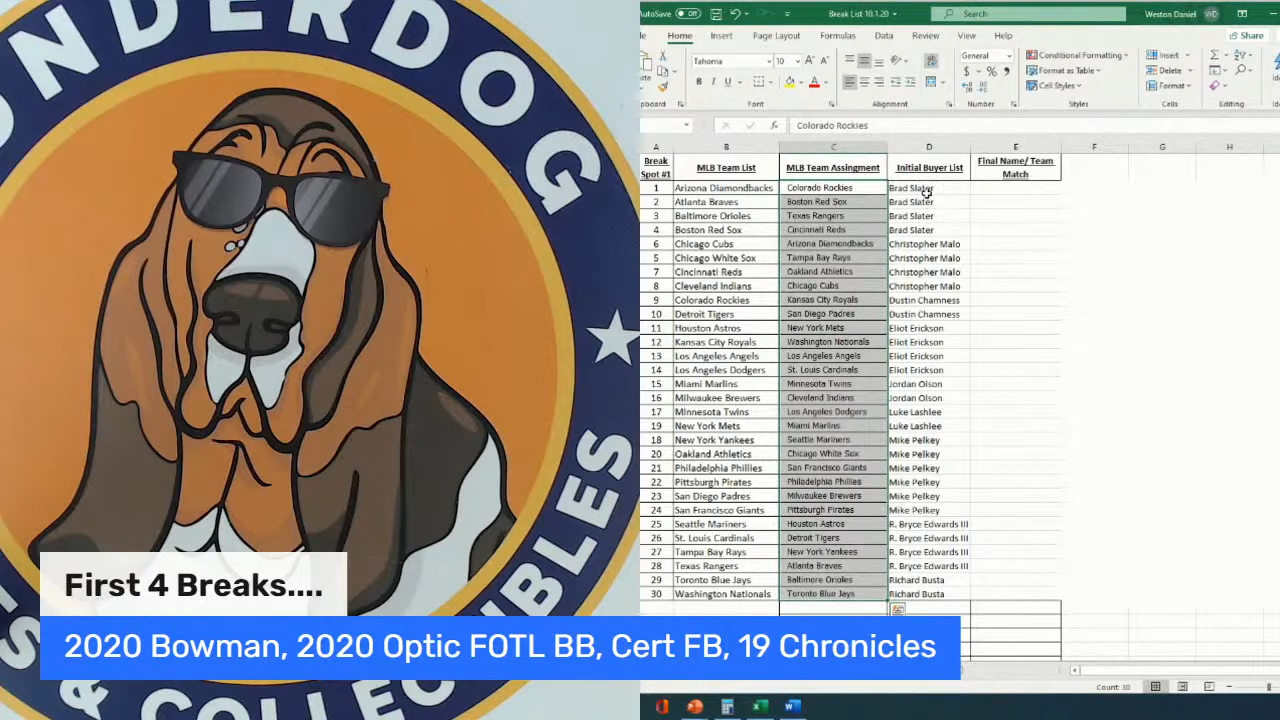 UNDERDOG
& COLLECTIBLES
First 4 Breaks....
2020 Bowman, 2020 Optic FOTL BB, Cert FB, 19 Chronicles
AutoSave Off Break List 10.1.20 Search Weston Daniel WD
Home Insert Page Layout Formulas Data Review View Help Share
Tahoma 10 General Conditional Formatting Insert
Format as Table Delete
Cell Styles Format
Clipboard Font Alignment Number Styles Cells Editing
fx Colorado Rockies
A B C D E F G H
Break Spot #1 MLB Team List MLB Team Assingment Initial Buyer List Final Name/ Team Match
1 Arizona Diamondbacks Colorado Rockies Brad Slater
2 Atlanta Braves Boston Red Sox Brad Slater
3 Baltimore Orioles Texas Rangers Brad Slater
4 Boston Red Sox Cincinnati Reds Brad Slater
6 Chicago Cubs Arizona Diamondbacks Christopher Malo
5 Chicago White Sox Tampa Bay Rays Christopher Malo
7 Cincinnati Reds Oakland Athletics Christopher Malo
8 Cleveland Indians Chicago Cubs Christopher Malo
9 Colorado Rockies Kansas City Royals Dustin Chamness
10 Detroit Tigers San Diego Padres Dustin Chamness
11 Houston Astros New York Mets Eliot Erickson
12 Kansas City Royals Washington Nationals Eliot Erickson
13 Los Angeles Angels Los Angeles Angels Eliot Erickson
14 Los Angeles Dodgers St. Louis Cardinals Eliot Erickson
15 Miami Marlins Minnesota Twins Jordan Olson
16 Milwaukee Brewers Cleveland Indians Jordan Olson
17 Minnesota Twins Los Angeles Dodgers Luke Lashlee
19 New York Mets Miami Marlins Luke Lashlee
18 New York Yankees Seattle Mariners Mike Pelkey
20 Oakland Athletics Chicago White Sox Mike Pelkey
21 Philadelphia Phillies San Francisco Giants Mike Pelkey
22 Pittsburgh Pirates Philadelphia Phillies Mike Pelkey
23 San Diego Padres Milwaukee Brewers Mike Pelkey
24 San Francisco Giants Pittsburgh Pirates Mike Pelkey
25 Seattle Mariners Houston Astros R. Bryce Edwards III
26 St. Louis Cardinals Detroit Tigers R. Bryce Edwards III
27 Tampa Bay Rays New York Yankees R. Bryce Edwards III
28 Texas Rangers Atlanta Braves R. Bryce Edwards III
29 Toronto Blue Jays Baltimore Orioles Richard Busta
30 Washington Nationals Toronto Blue Jays Richard Busta
Count: 30